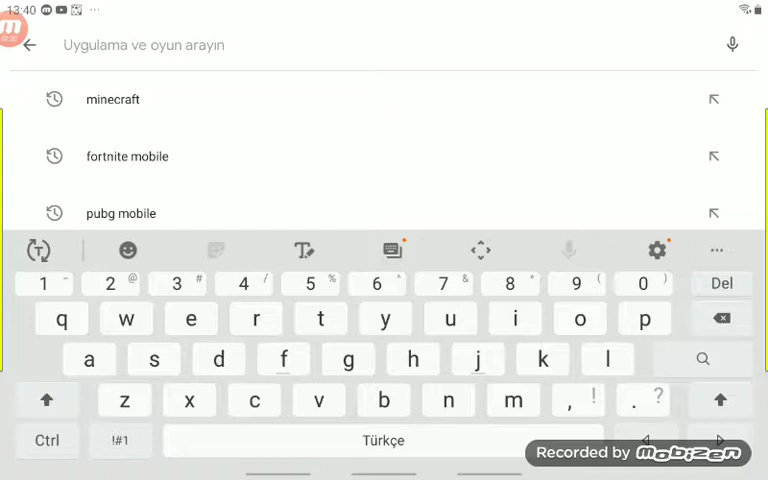 13:40
Uygulama ve oyun arayın
minecraft
fortnite mobile
pubg mobile
1 - 2 @ 3 # 4 / 5 % 6 ^ 7 & 8 * 9 ( 0 ) Del
q w e r t y u i o p
a s d f g h j k l
z x c v b n m , ! . ?
Ctrl !#1 Türkçe
Recorded by mobizen